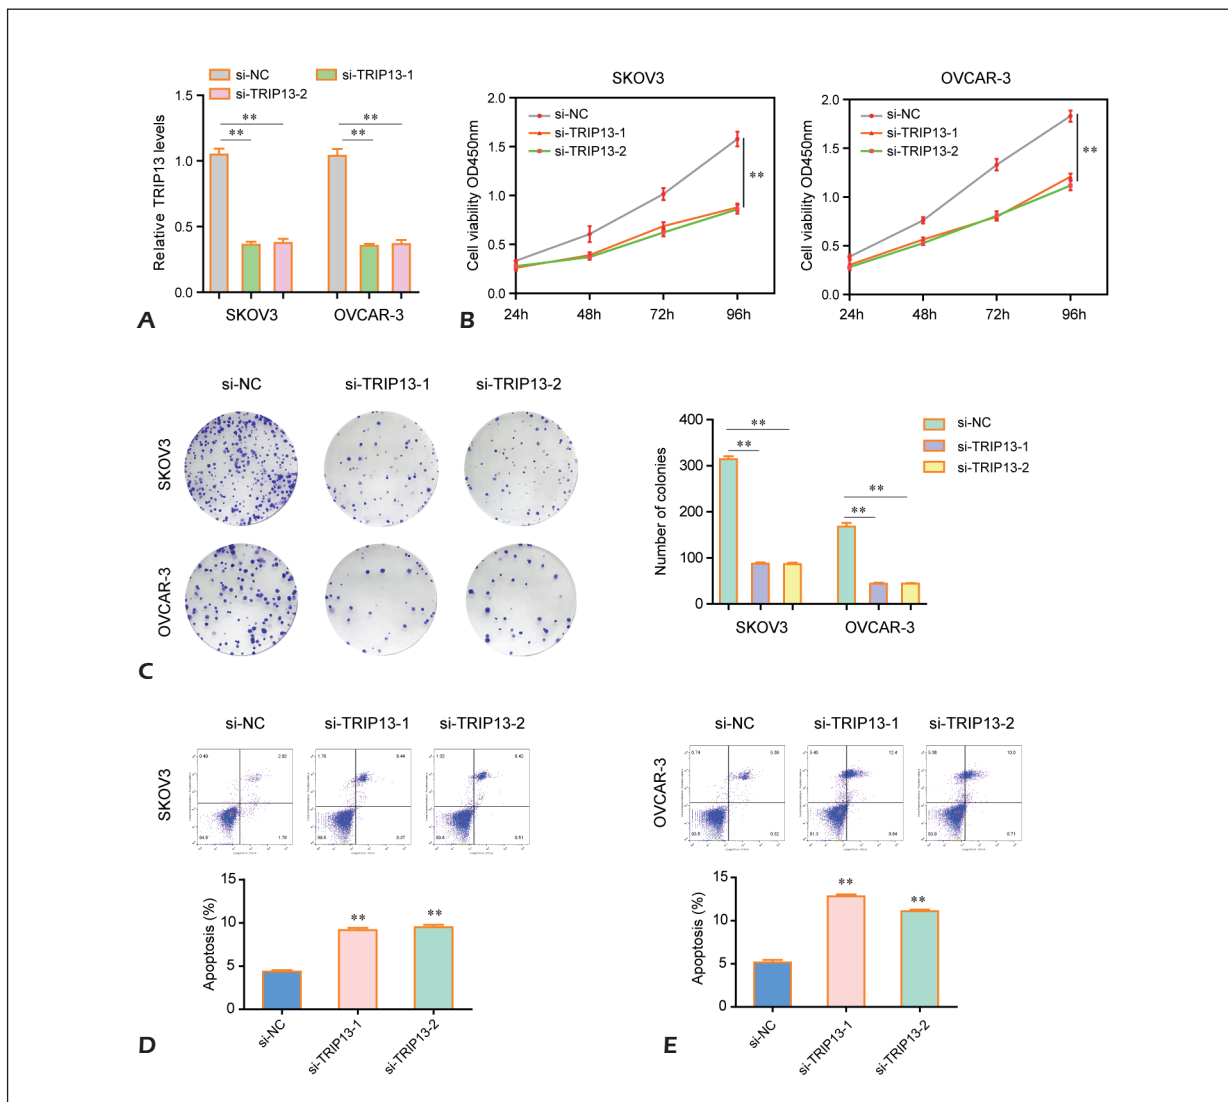 si-NC
si-TRIP13-1
si-TRIP13-2
Relative TRIP13 levels
1.5
1.0
0.5
0.0
**
**
**
**
SKOV3
OVCAR-3
A
SKOV3
Cell viability OD450nm
2.0
1.5
1.0
0.5
0.0
si-NC
si-TRIP13-1
si-TRIP13-2
**
24h 48h 72h 96h
B
OVCAR-3
Cell viability OD450nm
2.0
1.5
1.0
0.5
0.0
si-NC
si-TRIP13-1
si-TRIP13-2
**
24h 48h 72h 96h
si-NC si-TRIP13-1 si-TRIP13-2
SKOV3
OVCAR-3
C
Number of colonies
400
300
200
100
0
**
**
**
**
si-NC
si-TRIP13-1
si-TRIP13-2
SKOV3 OVCAR-3
si-NC si-TRIP13-1 si-TRIP13-2
SKOV3
Apoptosis (%)
15
10
5
0
** **
si-NC
si-TRIP13-1
si-TRIP13-2
D
si-NC si-TRIP13-1 si-TRIP13-2
OVCAR-3
Apoptosis (%)
15
10
5
0
** **
si-NC
si-TRIP13-1
si-TRIP13-2
E